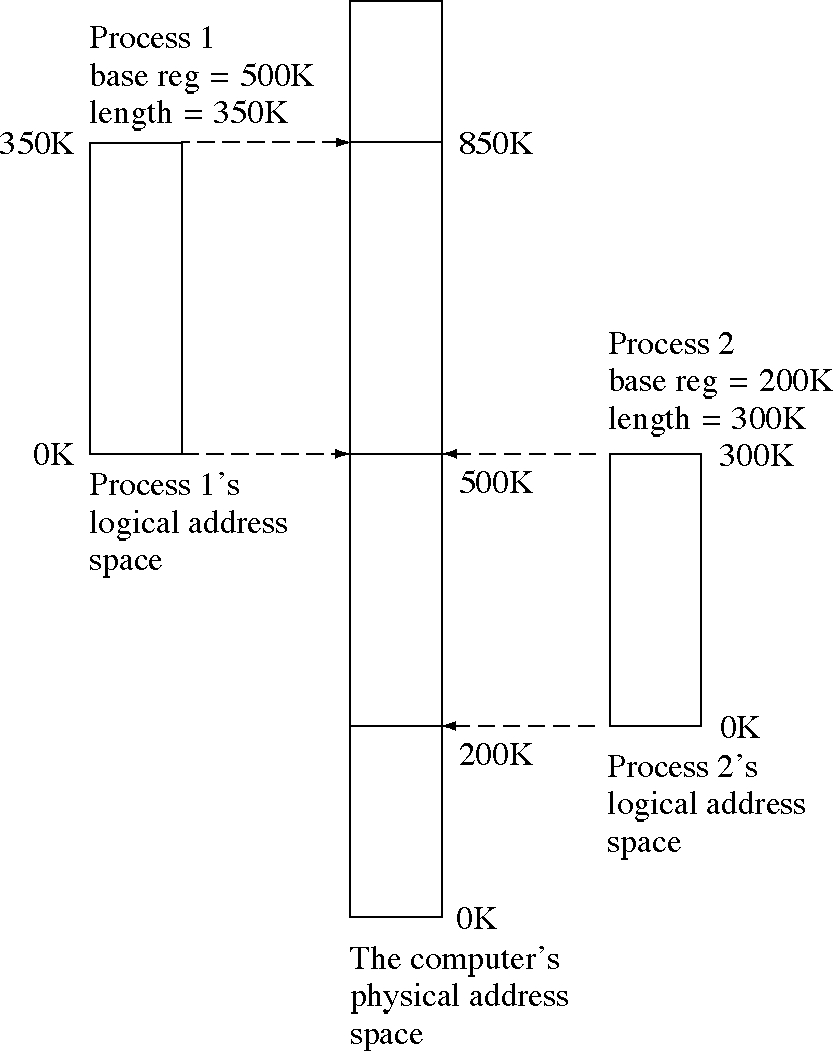 Process 1
base reg = 500K
length = 350K
350K
850K
Process 2
base reg = 200K
length = 300K
0K
300K
500K
Process 1's
logical address
space
0K
200K
Process 2's
logical address
space
0K
The computer's
physical address
space